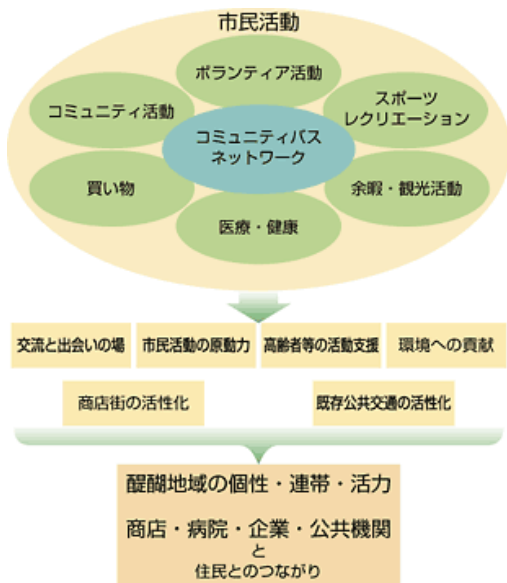 市民活動
ボランティア活動
コミュニティ活動
スポーツ
レクリエーション
コミュニティバス
ネットワーク
買い物
余暇・観光活動
医療・健康
交流と出会いの場
市民活動の原動力
高齢者等の活動支援
環境への貢献
商店街の活性化
既存公共交通の活性化
醍醐地域の個性・連帯・活力
商店・病院・企業・公共機関
と
住民とのつながり